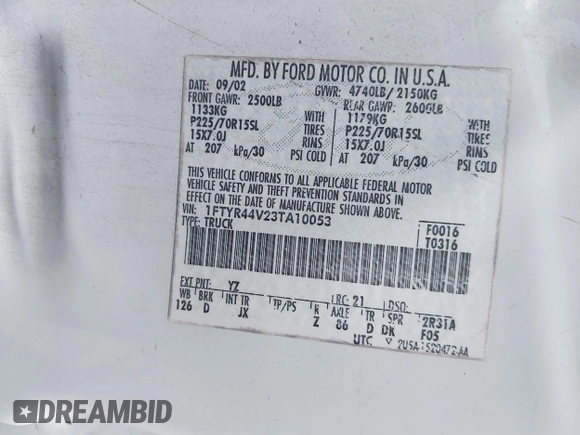 MFD. BY FORD MOTOR CO. IN U.S.A.
DATE: 09/02 GVWR: 4740LB/2150KG
FRONT GAWR: 2500LB REAR GAWR: 2600LB
1133KG WITH 1179KG WITH
P225/70R15SL TIRES P225/70R15SL TIRES
15X7.0J RIMS 15X7.0J RIMS
AT 207 kPa/30 PSI COLD AT 207 kPa/30 PSI COLD
THIS VEHICLE CONFORMS TO ALL APPLICABLE FEDERAL MOTOR
VEHICLE SAFETY AND THEFT PREVENTION STANDARDS IN
EFFECT ON THE DATE OF MANUFACTURE SHOWN ABOVE.
VIN: 1FTYR44V23TA10053 F0016
TYPE: TRUCK T0316
EXT PNT: YZ LRC: 21 DSO:
WB BRK INT TR TP/PS R AXLE TR SPR 2R3TA
126 D JX Z 86 D DK F05
UTC
DREAMBID